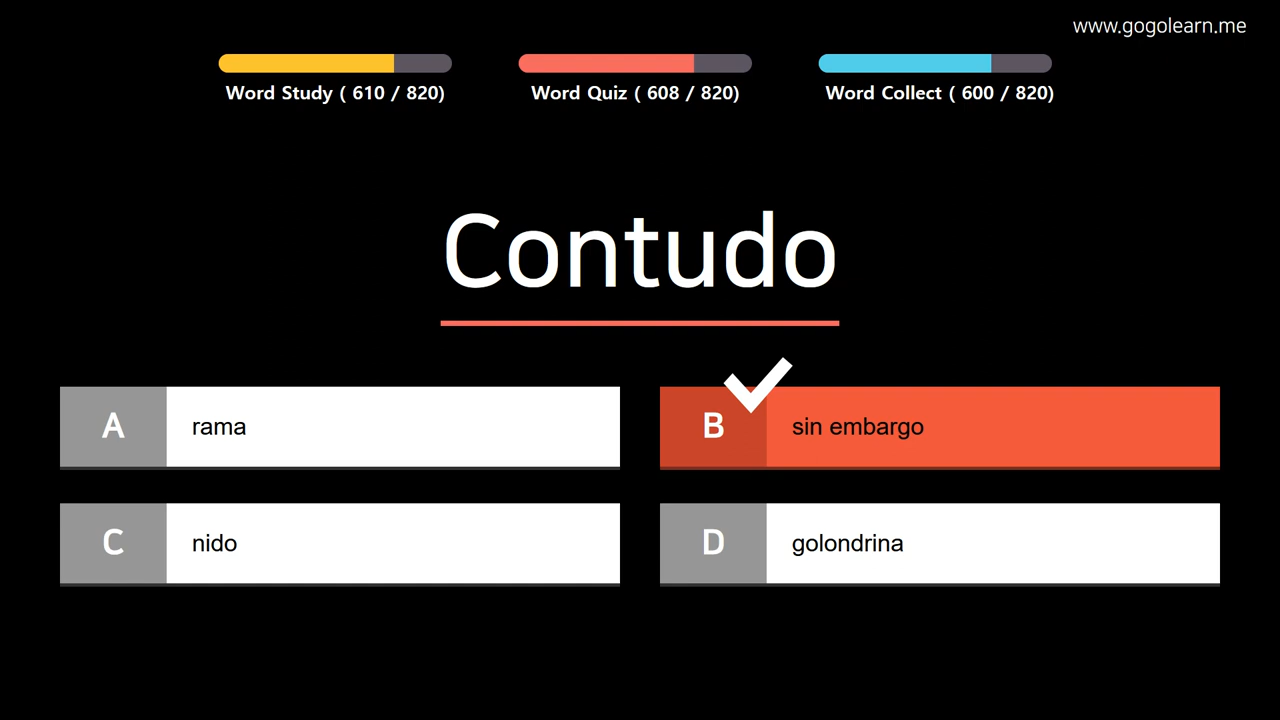 www.gogolearn.me
Word Study ( 610 / 820)
Word Quiz ( 608 / 820)
Word Collect ( 600 / 820)
Contudo
A rama
B sin embargo
C nido
D golondrina